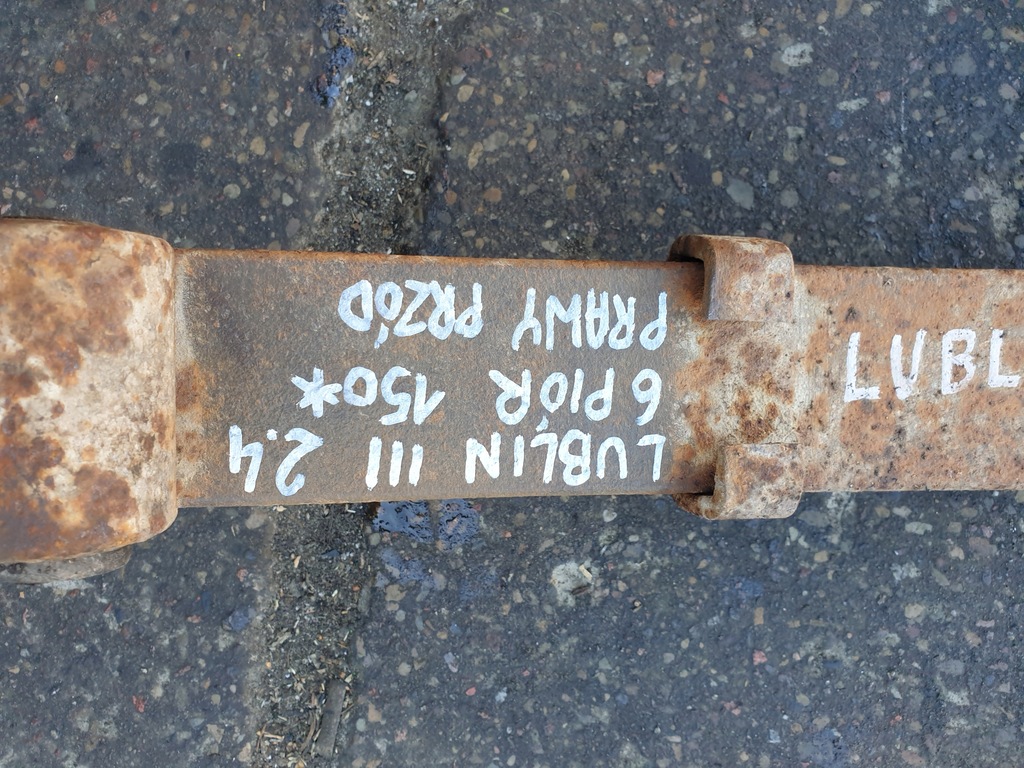 LUBLIN III 2.4
6 PIÓR 150*
PRAWY PRZÓD
LUBL